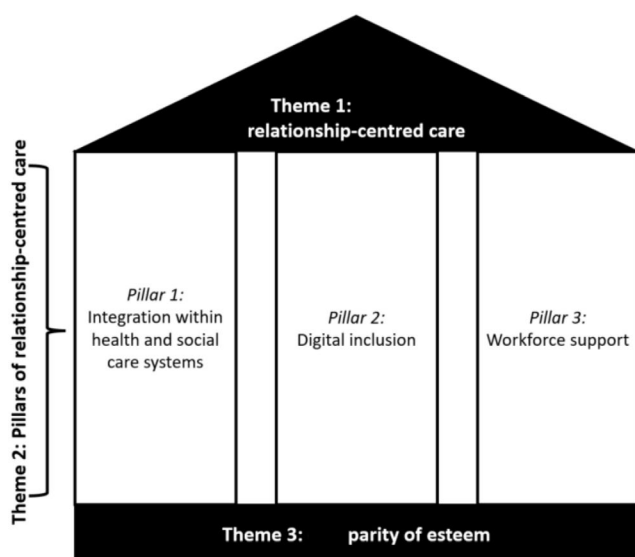 Theme 1:
relationship-centred care
Theme 2: Pillars of relationship-centred care
Pillar 1:
Integration within
health and social
care systems
Pillar 2:
Digital inclusion
Pillar 3:
Workforce support
Theme 3: parity of esteem